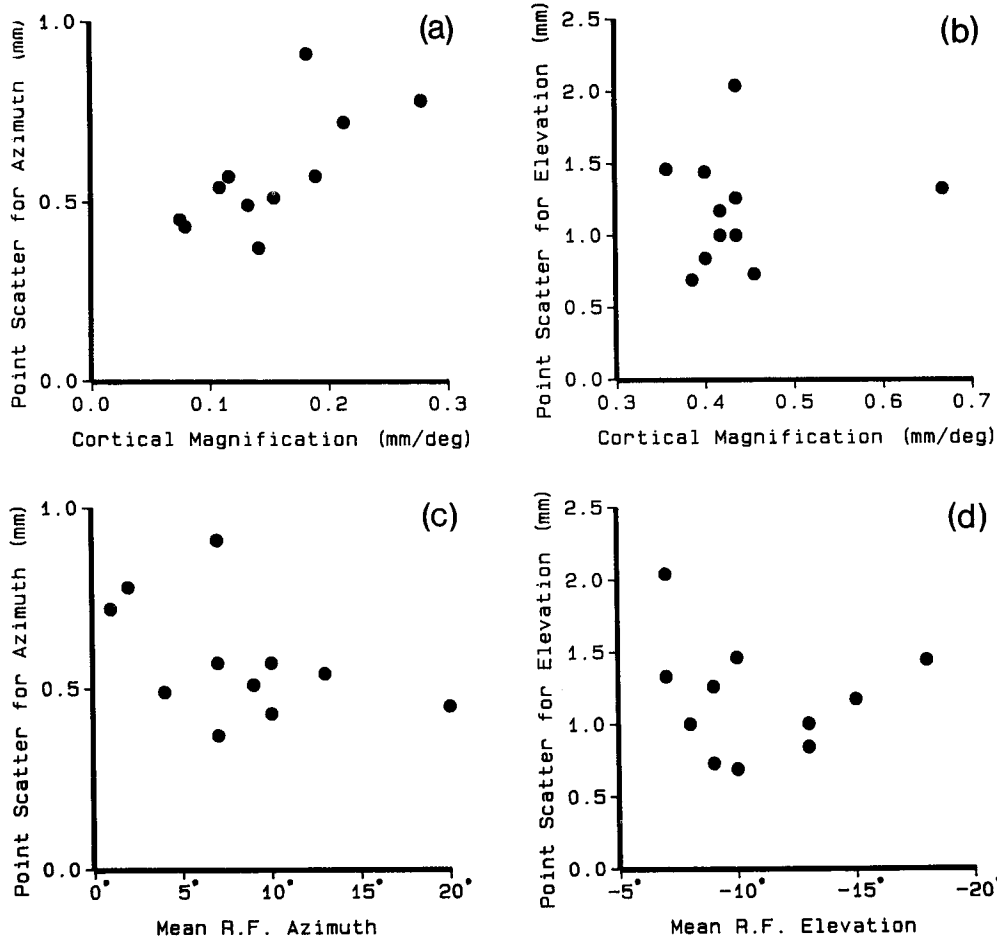 (a)
Point Scatter for Azimuth (mm)
1.0
0.5
0.0
0.0 0.1 0.2 0.3
Cortical Magnification (mm/deg)
(b)
Point Scatter for Elevation (mm)
2.5
2.0
1.5
1.0
0.5
0.0
0.3 0.4 0.5 0.6 0.7
Cortical Magnification (mm/deg)
(c)
Point Scatter for Azimuth (mm)
1.0
0.5
0.0
0° 5° 10° 15° 20°
Mean R.F. Azimuth
(d)
Point Scatter for Elevation (mm)
2.5
2.0
1.5
1.0
0.5
0.0
-5° -10° -15° -20°
Mean R.F. Elevation